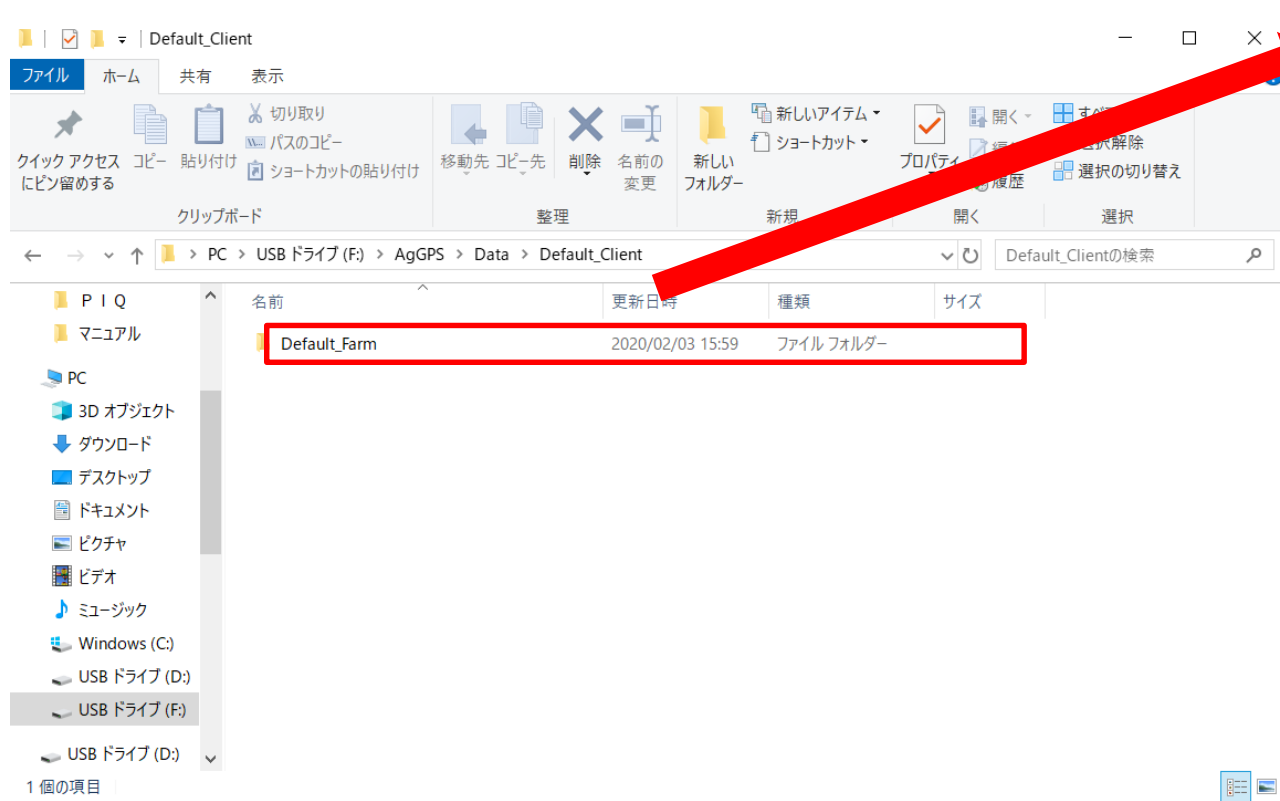 Default_Client
ファイル ホーム 共有 表示
クイック アクセス
にピン留めする
コピー
貼り付け
切り取り
パスのコピー
ショートカットの貼り付け
クリップボード
移動先
コピー先
削除
名前の
変更
整理
新しい
フォルダー
新しいアイテム
ショートカット
新規
プロパティ
開く
履歴
開く
選択解除
選択の切り替え
選択
PC > USB ドライブ (F:) > AgGPS > Data > Default_Client
Default_Clientの検索
名前 更新日時 種類 サイズ
Default_Farm 2020/02/03 15:59 ファイル フォルダー
P I Q
マニュアル
PC
3D オブジェクト
ダウンロード
デスクトップ
ドキュメント
ピクチャ
ビデオ
ミュージック
Windows (C:)
USB ドライブ (D:)
USB ドライブ (F:)
USB ドライブ (D:)
1 個の項目